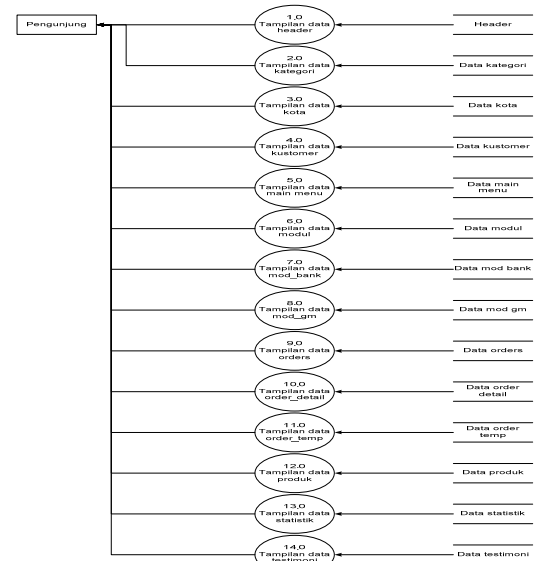 Pengunjung
1,0
Tampilan data
header
Header
2.0
Tampilan data
kategori
Data kategori
3.0
Tampilan data
kota
Data kota
4.0
Tampilan data
kustomer
Data kustomer
5,0
Tampilan data
main menu
Data main
menu
6,0
Tampilan data
modul
Data modul
7.0
Tampilan data
mod_bank
Data mod bank
8.0
Tampilan data
mod_gm
Data mod gm
9,0
Tampilan data
orders
Data orders
10,0
Tampilan data
order_detail
Data order
detail
11.0
Tampilan data
order_temp
Data order
temp
12.0
Tampilan data
produk
Data produk
13,0
Tampilan data
statistik
Data statistik
14,0
Tampilan data
testimoni
Data testimoni